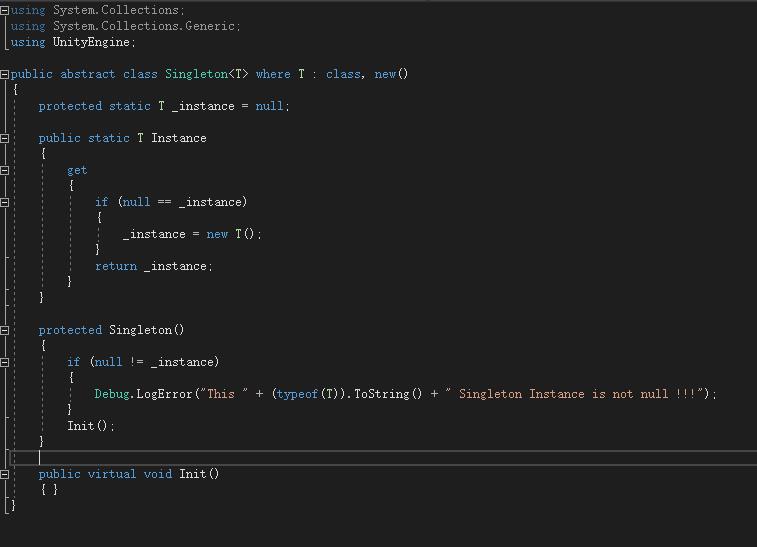 using System.Collections;
using System.Collections.Generic;
using UnityEngine;
public abstract class Singleton<T> where T : class, new()
{
protected static T _instance = null;
public static T Instance
{
get
{
if (null == _instance)
{
_instance = new T();
}
return _instance;
}
}
protected Singleton()
{
if (null != _instance)
{
Debug.LogError("This " + (typeof(T)).ToString() + " Singleton Instance is not null !!!");
}
Init();
}
public virtual void Init()
{ }
}